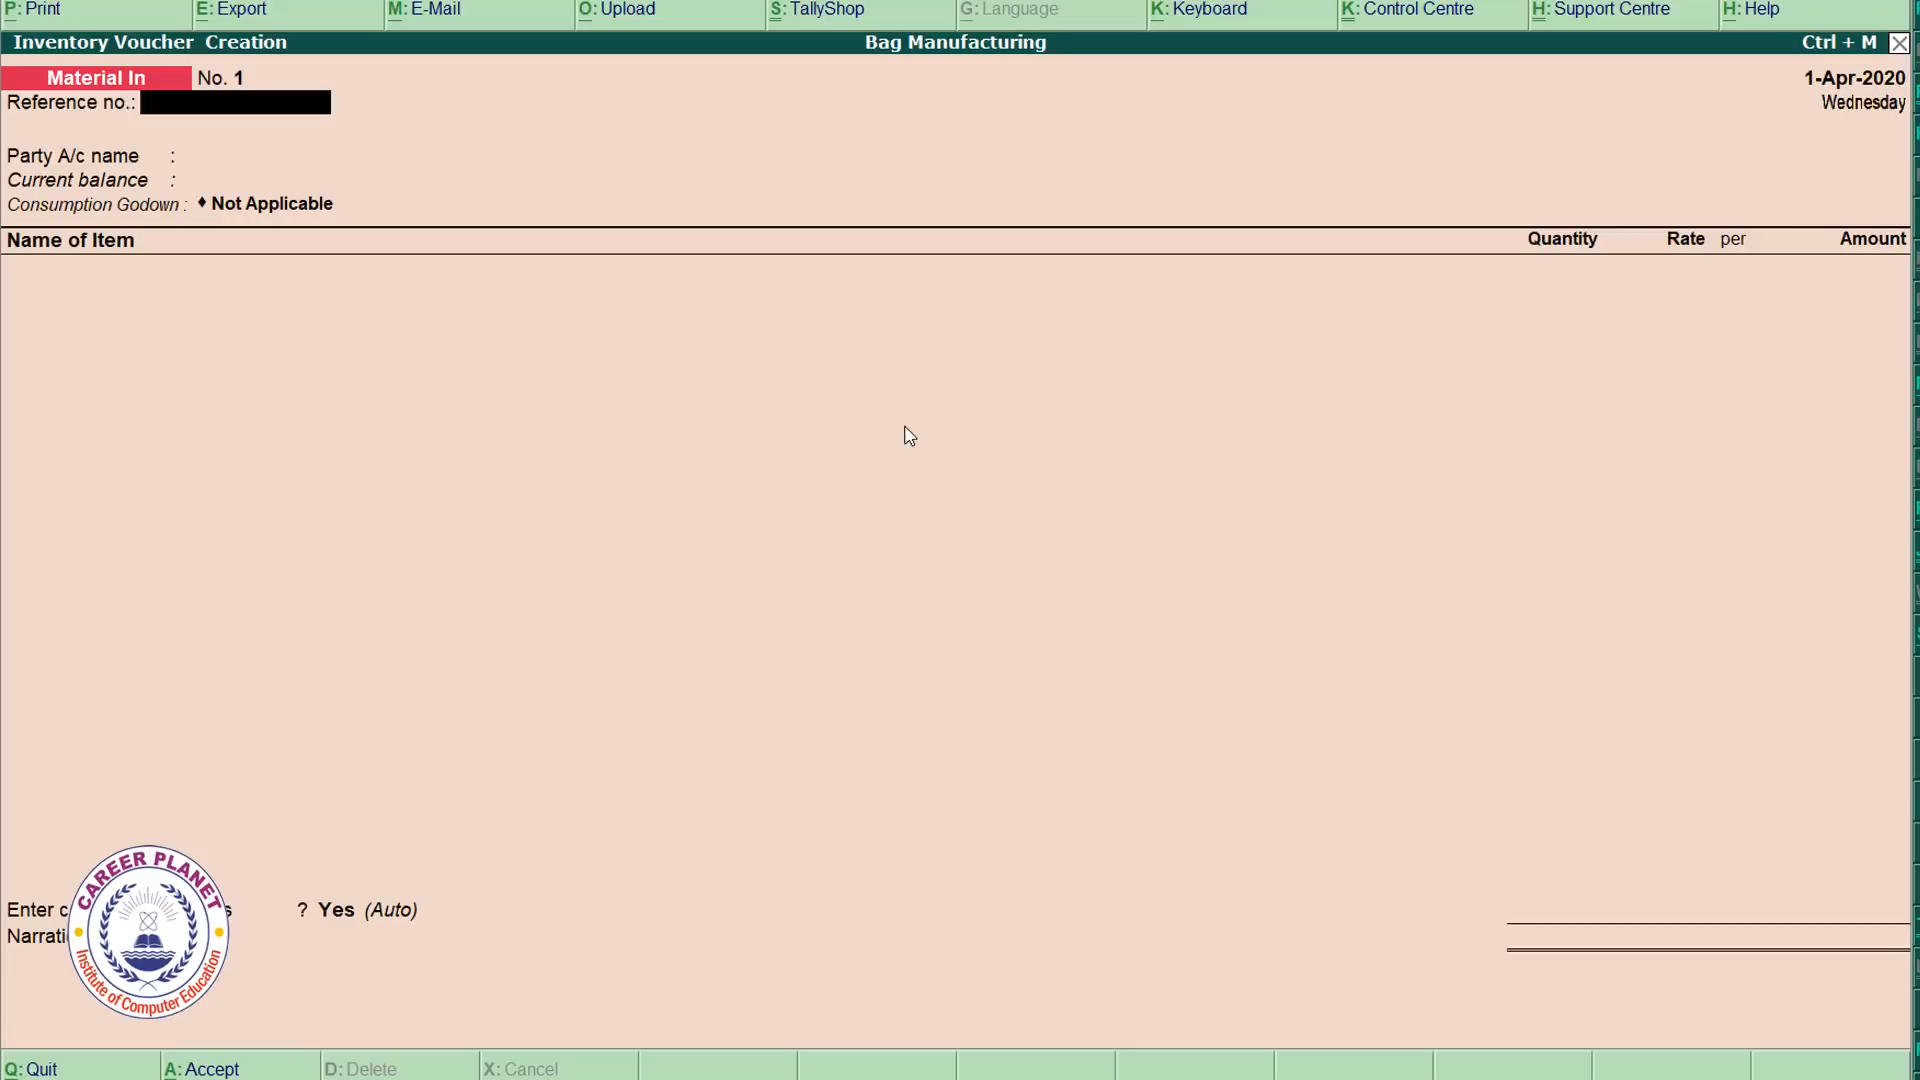 P: Print E: Export M: E-Mail O: Upload S: TallyShop G: Language K: Keyboard K: Control Centre H: Support Centre H: Help
Inventory Voucher Creation Bag Manufacturing Ctrl + M
Material In No. 1 1-Apr-2020
Reference no.: Wednesday
Party A/c name :
Current balance :
Consumption Godown : ♦ Not Applicable
Name of Item Quantity Rate per Amount
Enter ? Yes (Auto)
CAREER PLANET
Institute of Computer Education
Q: Quit A: Accept D: Delete X: Cancel